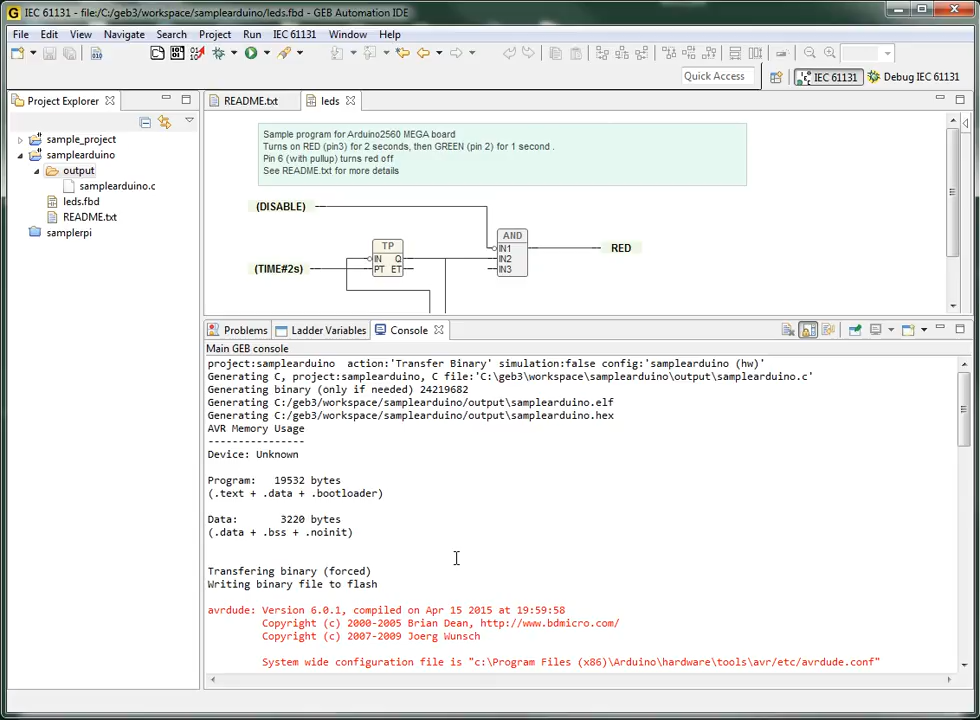 IEC 61131 - file:/C:/geb3/workspace/samplearduino/leds.fbd - GEB Automation IDE
File Edit View Navigate Search Project Run IEC 61131 Window Help
Quick Access IEC 61131 Debug IEC 61131
Project Explorer
sample_project
samplearduino
output
samplearduino.c
leds.fbd
README.txt
samplerpi
README.txt leds
Sample program for Arduino2560 MEGA board
Turns on RED (pin3) for 2 seconds, then GREEN (pin 2) for 1 second .
Pin 6 (with pullup) turns red off
See README.txt for more details
(DISABLE)
AND
TP
IN1
RED
IN Q
IN2
(TIME#2s)
PT ET
IN3
Problems Ladder Variables Console
Main GEB console
project:samplearduino action:'Transfer Binary' simulation:false config:'samplearduino (hw)'
Generating C, project:samplearduino, C file:'C:\geb3\workspace\samplearduino\output\samplearduino.c'
Generating binary (only if needed) 24219682
Generating C:/geb3/workspace/samplearduino/output\samplearduino.elf
Generating C:/geb3/workspace/samplearduino/output\samplearduino.hex
AVR Memory Usage
----------------
Device: Unknown
Program: 19532 bytes
(.text + .data + .bootloader)
Data: 3220 bytes
(.data + .bss + .noinit)
Transfering binary (forced)
Writing binary file to flash
avrdude: Version 6.0.1, compiled on Apr 15 2015 at 19:59:58
Copyright (c) 2000-2005 Brian Dean, http://www.bdmicro.com/
Copyright (c) 2007-2009 Joerg Wunsch
System wide configuration file is "c:\Program Files (x86)\Arduino\hardware\tools\avr/etc/avrdude.conf"